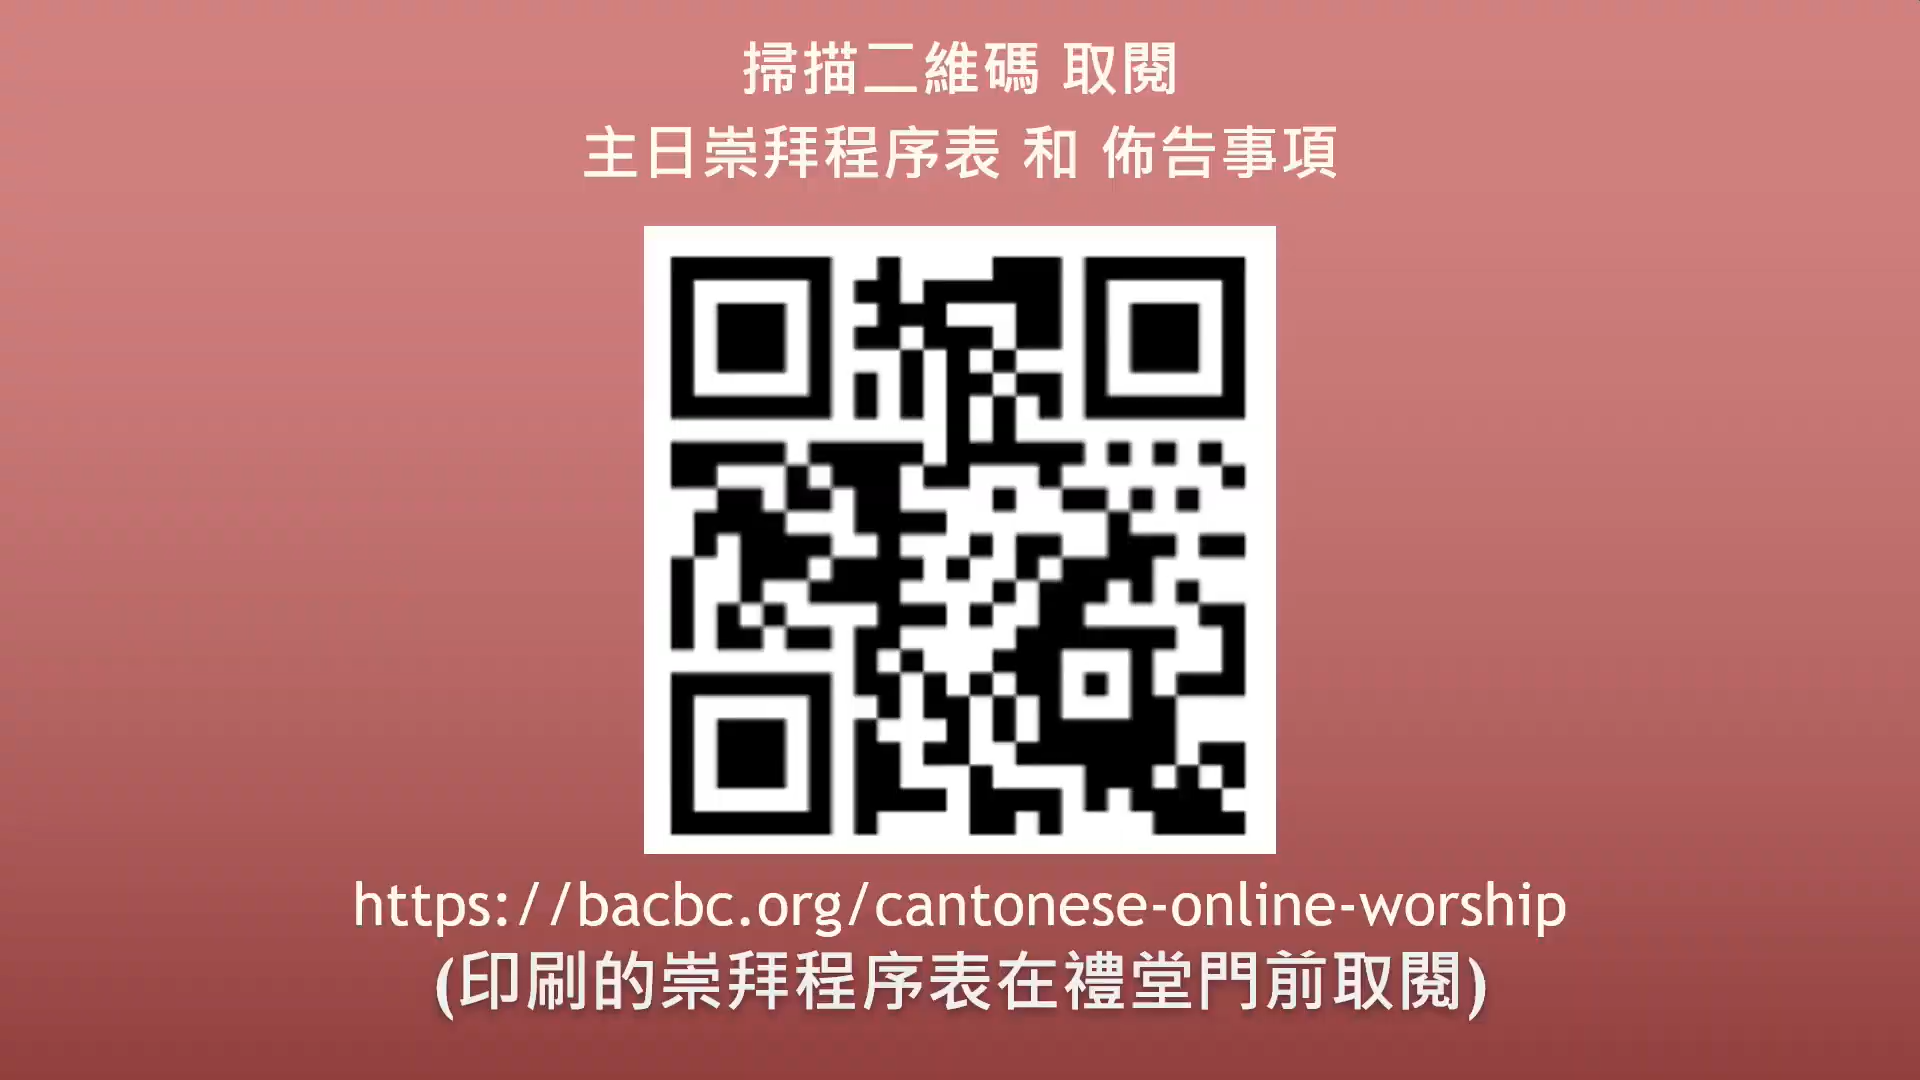 掃描二維碼 取閱
主日崇拜程序表 和 佈告事項
https://bacbc.org/cantonese-online-worship
(印刷的崇拜程序表在禮堂門前取閱)